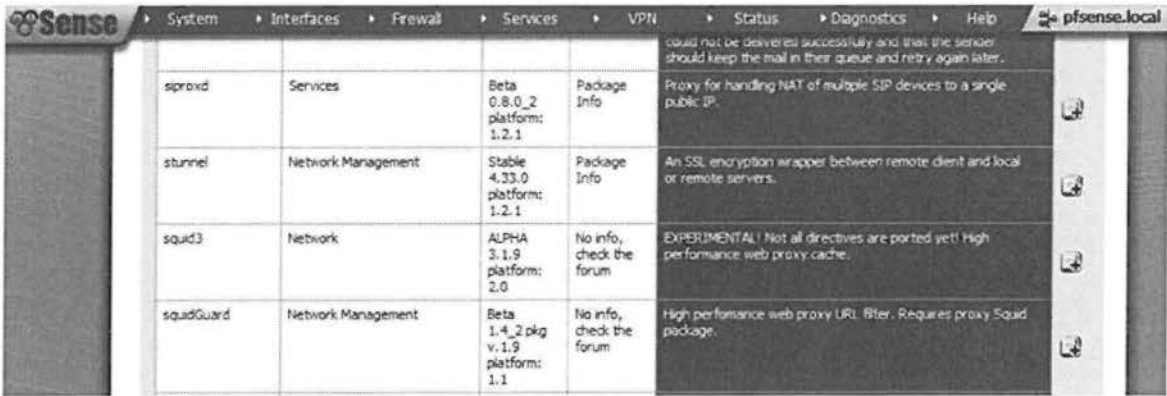 Sense System Interfaces Firewall Services VPN Status Diagnostics Help pfsense.local
could not be delivered successfully and that the sender
should keep the mail in their queue and retry again later.
siproxd Services Beta Package Proxy for handling NAT of multiple SIP devices to a single
0.8.0_2 Info public IP.
platform:
1.2.1
stunnel Network Management Stable Package An SSL encryption wrapper between remote client and local
4.33.0 Info or remote servers.
platform:
1.2.1
squid3 Network ALPHA No info, EXPERIMENTAL! Not all directives are ported yet! High
3.1.9 check the performance web proxy cache.
platform: forum
2.0
squidGuard Network Management Beta No info, High perfomance web proxy URL filter. Requires proxy Squid
1.4_2 pkg check the package.
v.1.9 forum
platform:
1.1